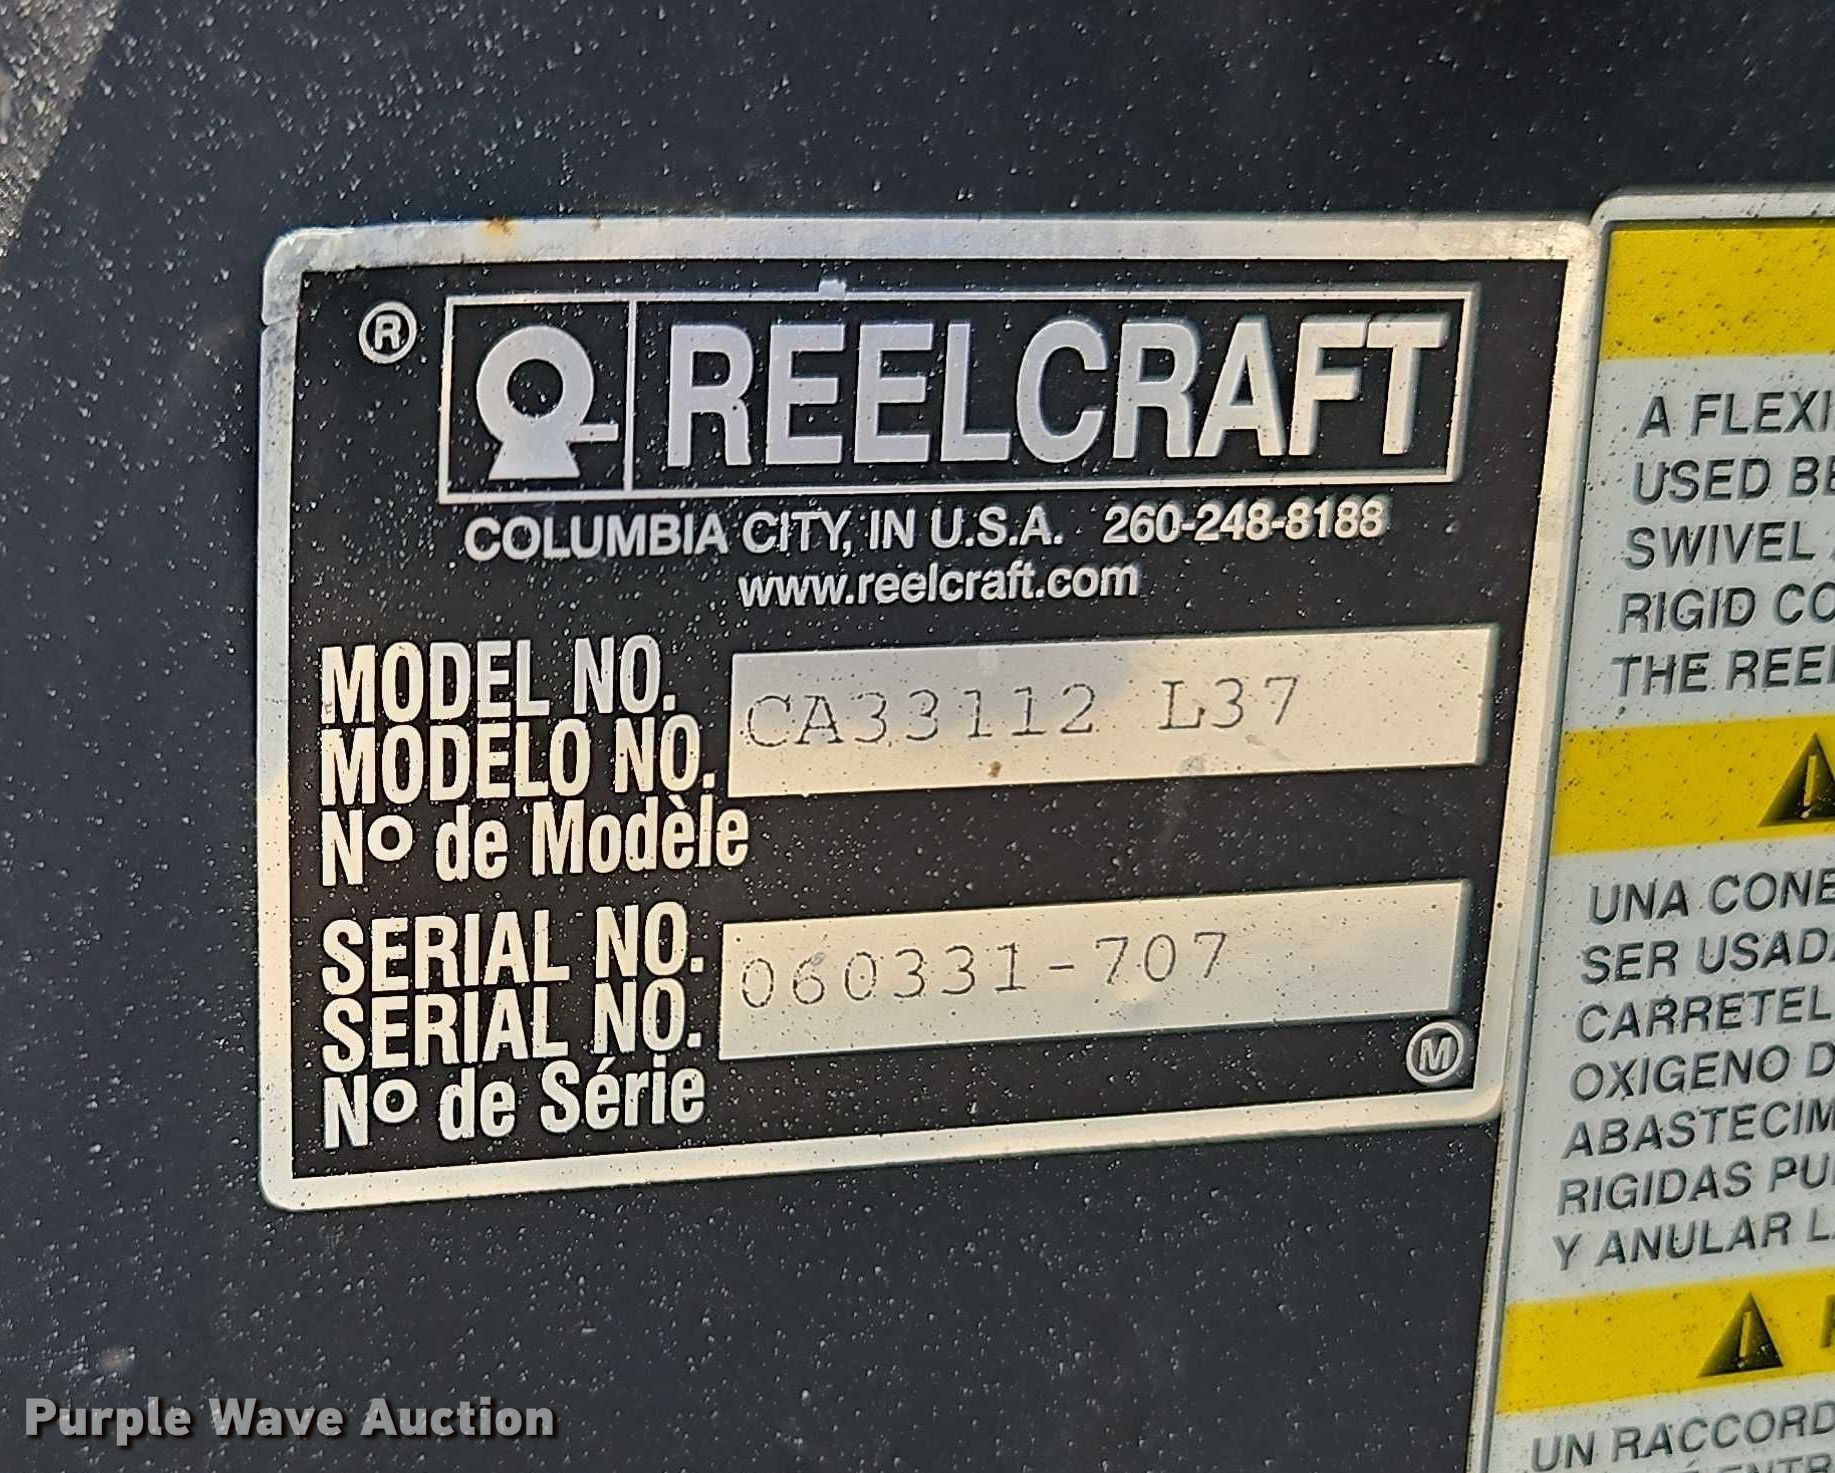 ® REELCRAFT
COLUMBIA CITY, IN U.S.A. 260-248-8188
www.reelcraft.com
MODEL NO.
MODELO NO.
Nº de Modèle
CA33112 L37
SERIAL NO.
SERIAL NO.
Nº de Série
060331-707
M
A FLEXI
USED BE
SWIVEL
RIGID CO
THE REEL
UNA CONE
SER USADA
CARRETEL
OXIGENO D
ABASTECIM
RIGIDAS PU
Y ANULAR L
UN RACCORD
Purple Wave Auction